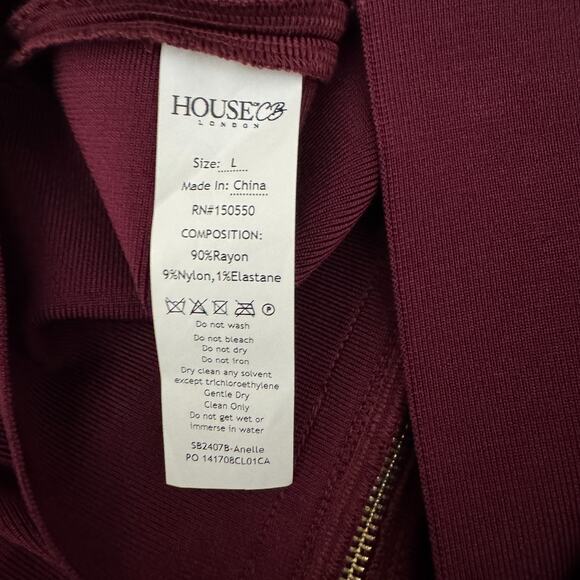 HOUSE OF CB
LONDON
Size: L
Made In: China
RN#150550
COMPOSITION:
90%Rayon
9%Nylon,1%Elastane
P
Do not wash
Do not bleach
Do not dry
Do not iron
Dry clean any solvent
except trichloroethylene
Gentle Dry
Clean Only
Do not get wet or
immerse in water
SB2407B-Anelle
PO 141708CL01CA